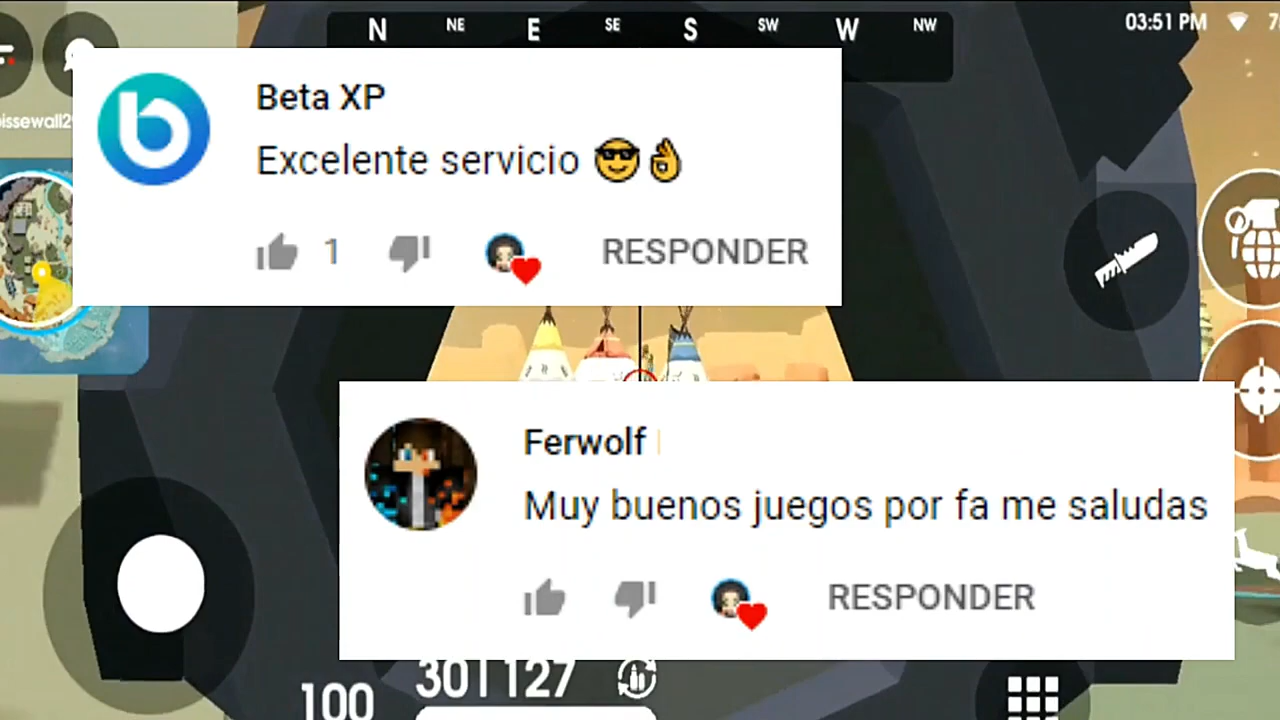 N NE E SE S SW W NW
03:51 PM
Beta XP
Excelente servicio 😎👌
1 RESPONDER
Ferwolf
Muy buenos juegos por fa me saludas
RESPONDER
100
30 | 127